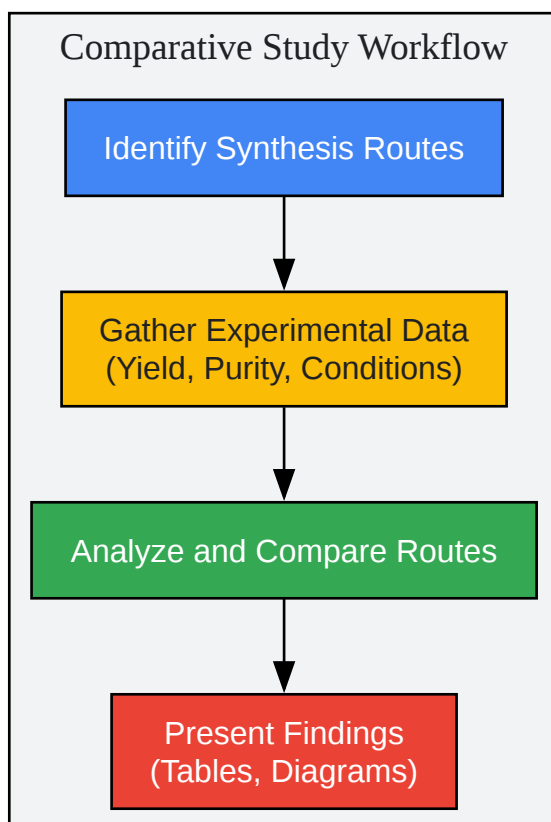 Comparative Study Workflow
Identify Synthesis Routes
Gather Experimental Data
(Yield, Purity, Conditions)
Analyze and Compare Routes
Present Findings
(Tables, Diagrams)